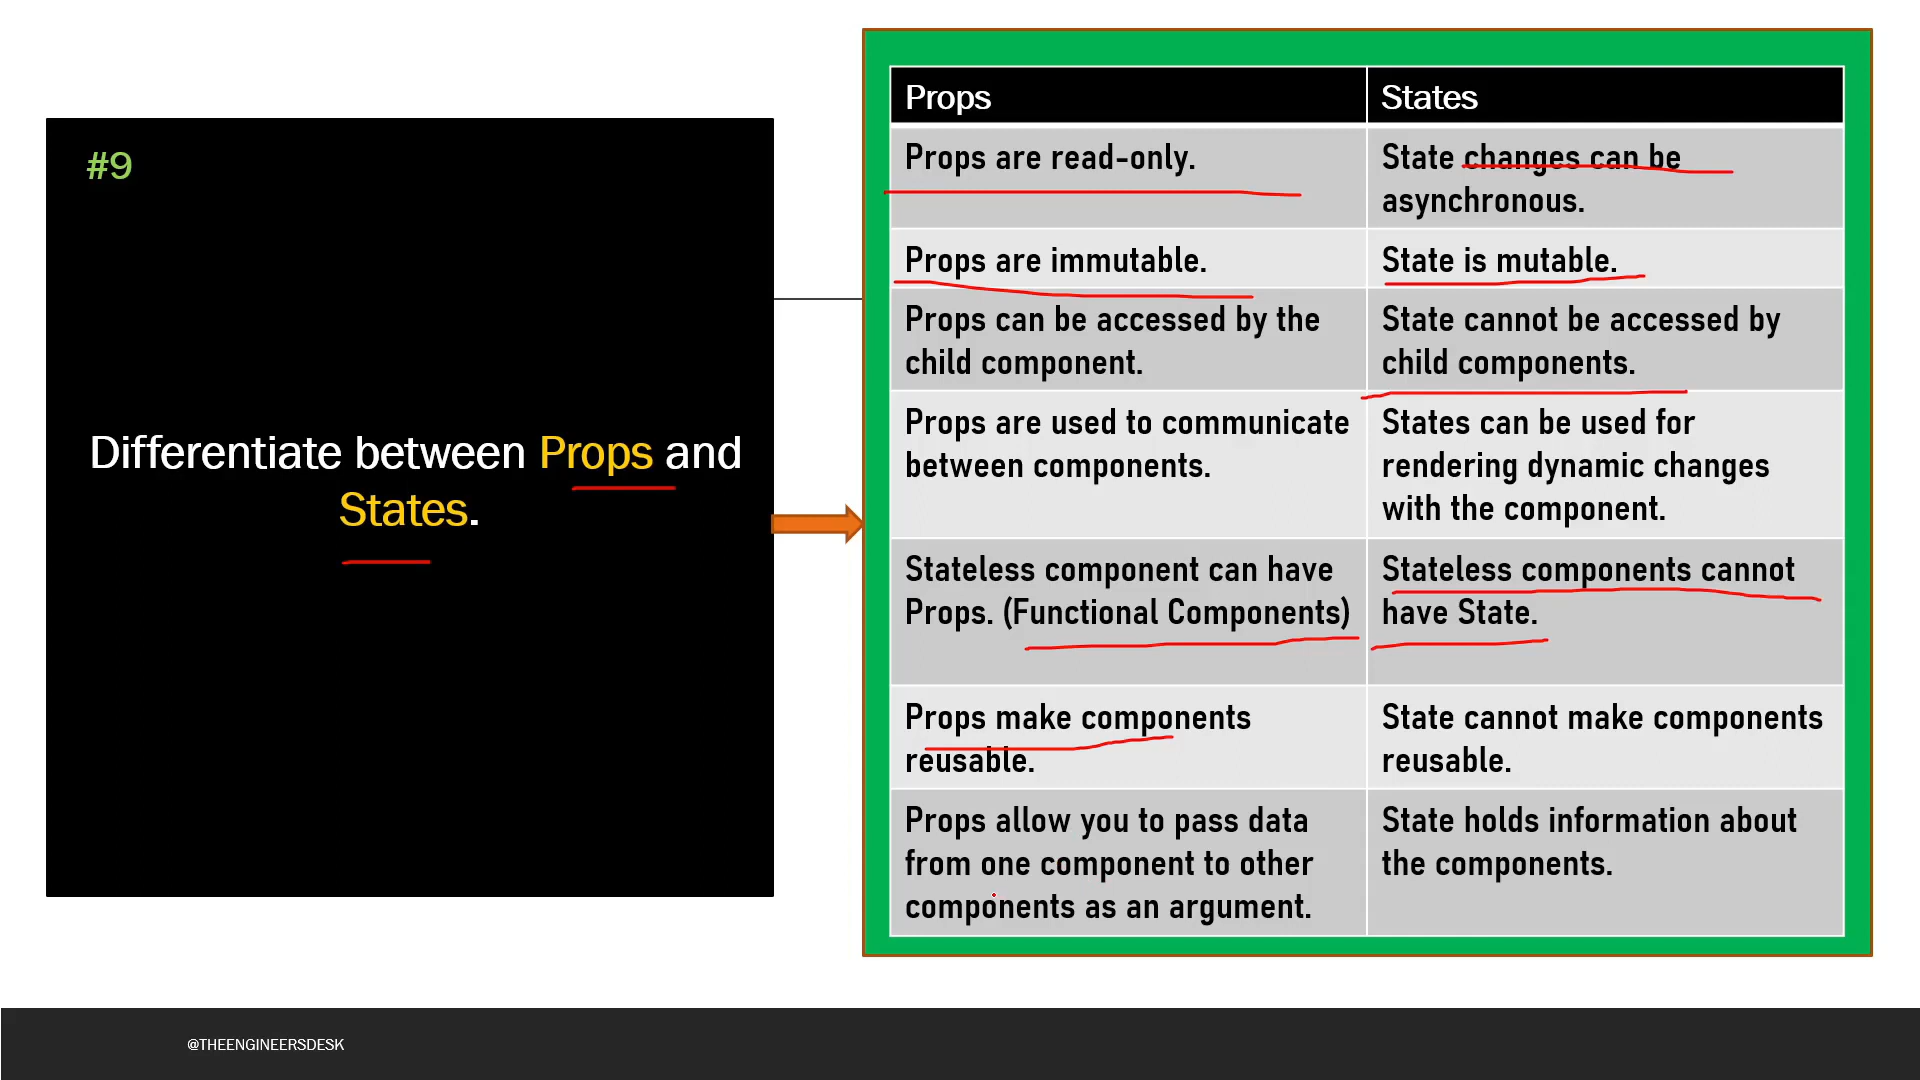 #9
Differentiate between Props and
States.
Props
States
Props are read-only.
State changes can be
asynchronous.
Props are immutable.
State is mutable.
Props can be accessed by the
child component.
State cannot be accessed by
child components.
Props are used to communicate
between components.
States can be used for
rendering dynamic changes
with the component.
Stateless component can have
Props. (Functional Components)
Stateless components cannot
have State.
Props make components
reusable.
State cannot make components
reusable.
Props allow you to pass data
from one component to other
components as an argument.
State holds information about
the components.
@THEENGINEERSDESK